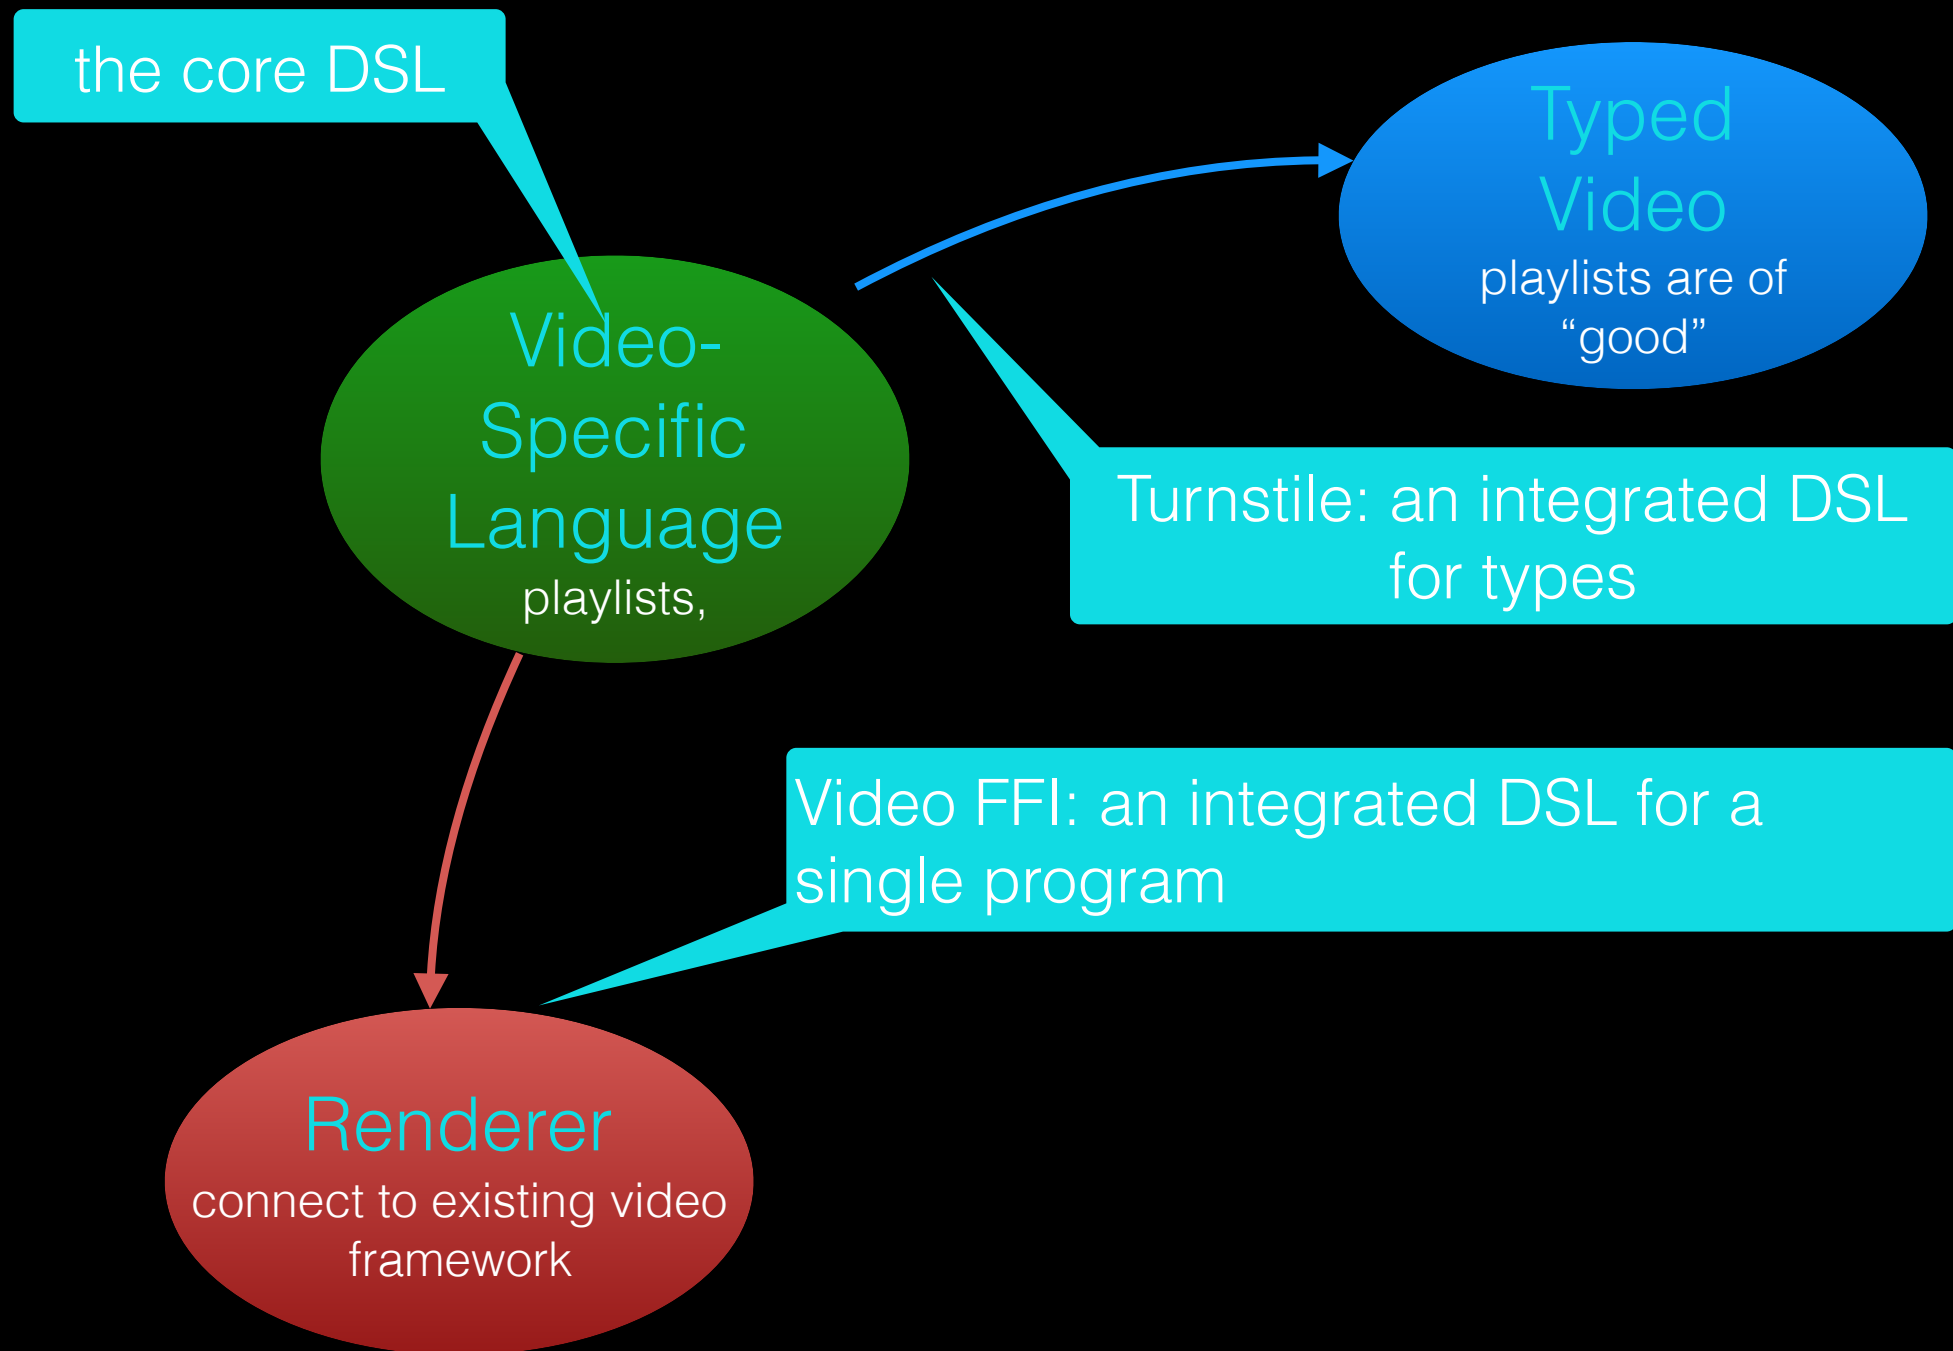 the core DSL
Typed
Video
playlists are of
“good”
Video-
Specific
Language
playlists,
Turnstile: an integrated DSL
for types
Video FFI: an integrated DSL for a
single program
Renderer
connect to existing video
framework